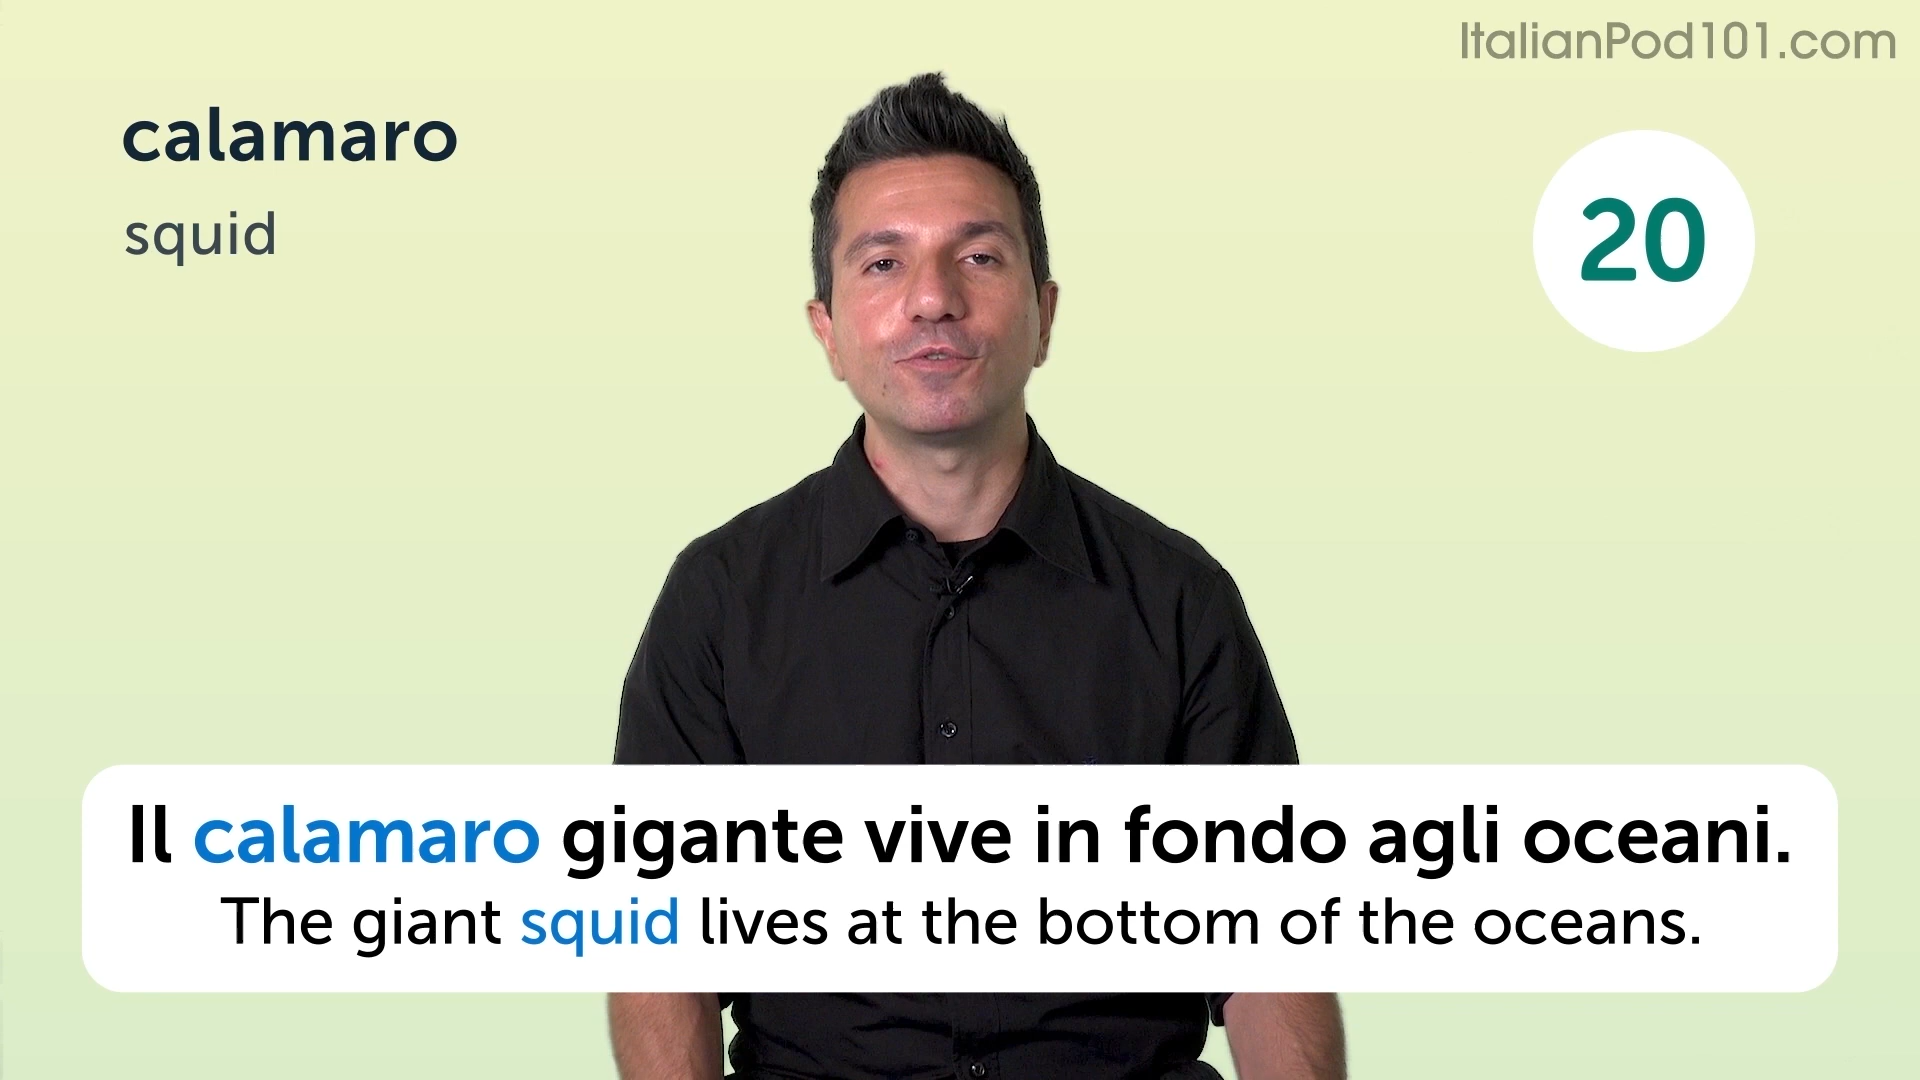 ItalianPod101.com
calamaro
squid
20
Il calamaro gigante vive in fondo agli oceani.
The giant squid lives at the bottom of the oceans.